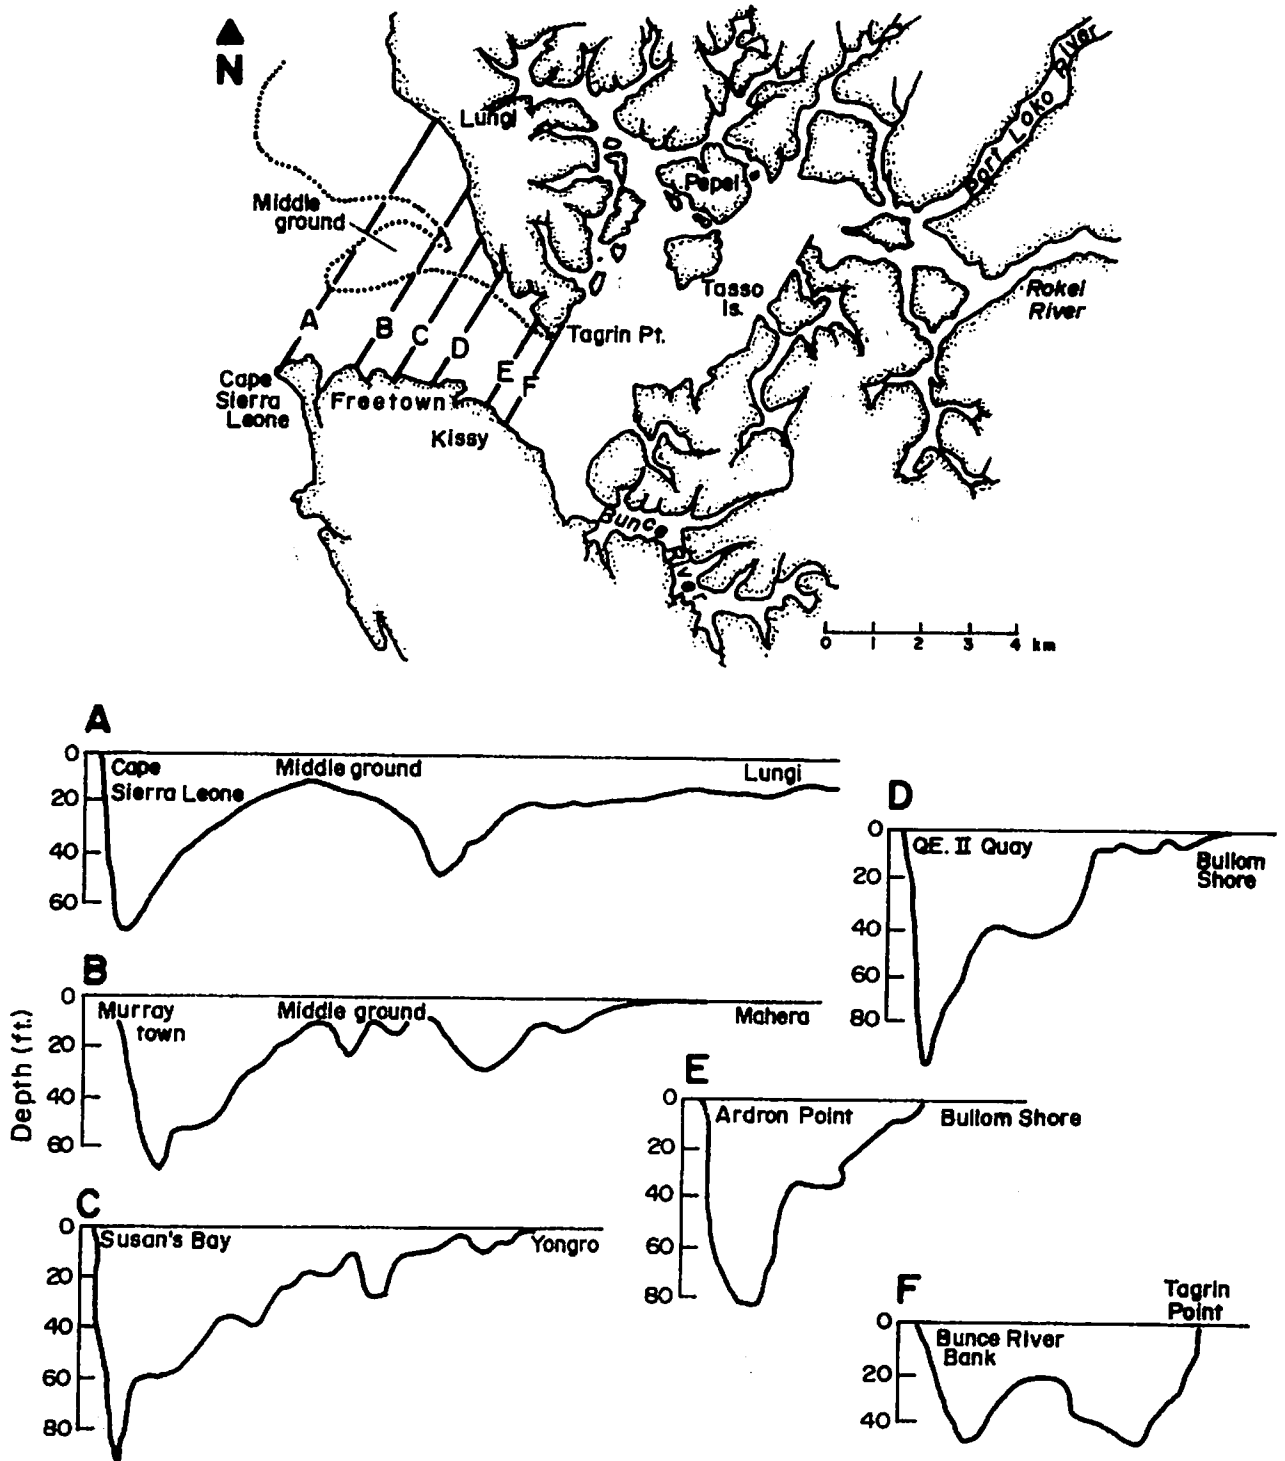 N
Lungi
Port Loko River
Pepel
Middle
ground
Tasso
Is.
Rokel
River
A
B
C
D
E
F
Tagrin Pt.
Cape
Sierra
Leone
Freetown
Kissy
Bunce River
0 1 2 3 4 km
A
0
20
40
60
Cape
Sierra Leone
Middle ground
Lungi
B
0
20
40
60
Murray
town
Middle ground
Mahera
Depth (ft.)
C
0
20
40
60
80
Susan's Bay
Yongro
D
0
20
40
60
80
QE. II Quay
Bullom
Shore
E
0
20
40
60
80
Ardron Point
Bullom Shore
F
0
20
40
Bunce River
Bank
Tagrin
Point